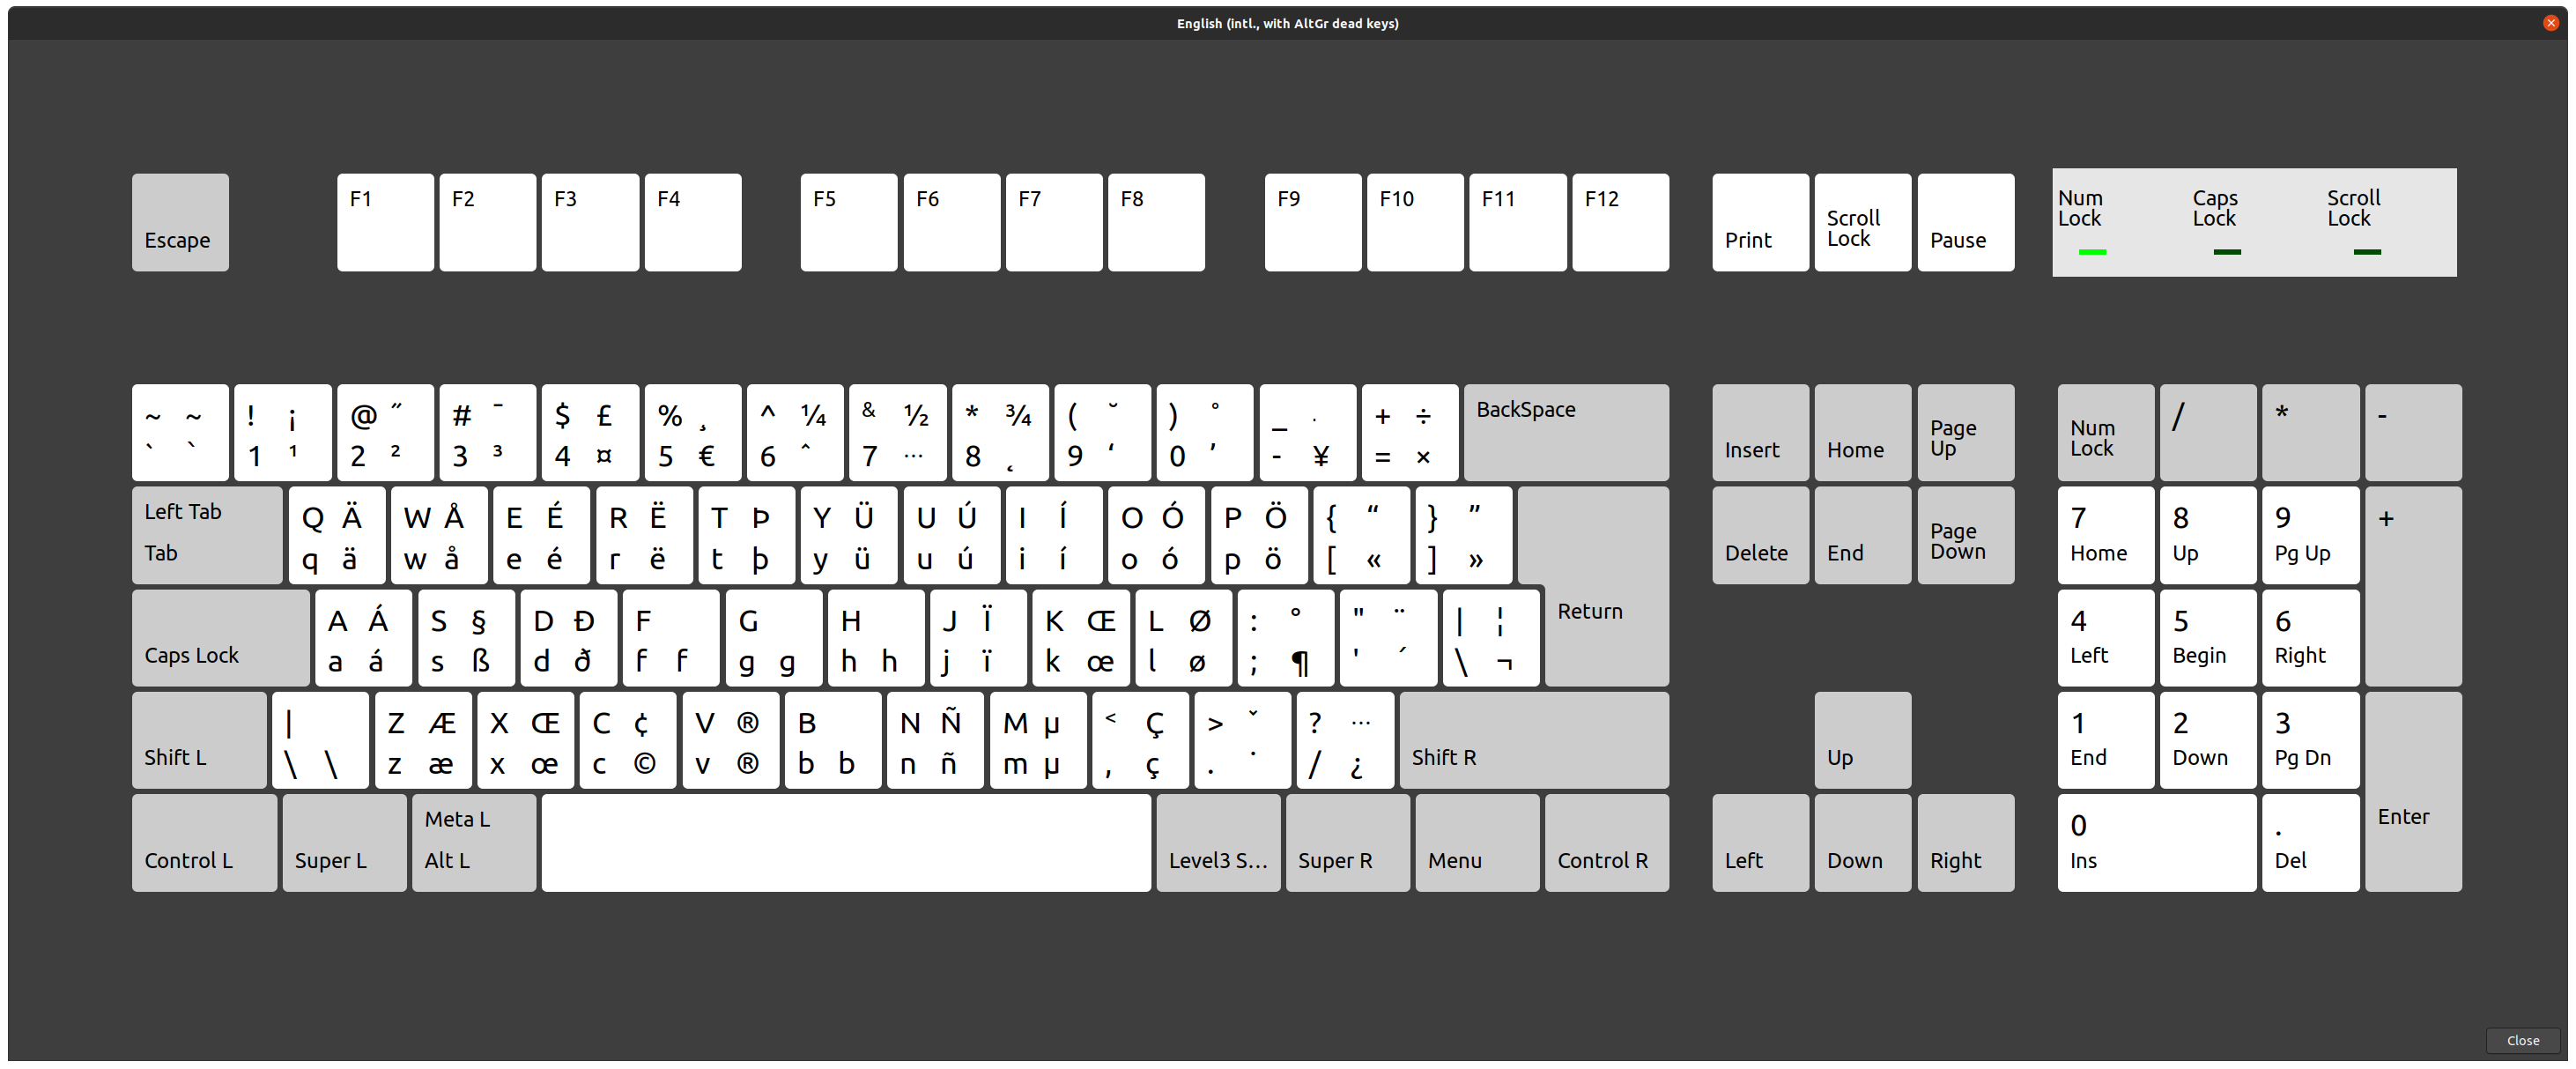 English (intl., with AltGr dead keys)
Escape F1 F2 F3 F4 F5 F6 F7 F8 F9 F10 F11 F12 Print Scroll Lock Pause Num Lock Caps Lock Scroll Lock
~ ~ ! ¡ @ ˝ # ¯ $ £ % ¸ ^ ¼ & ½ * ¾ ( ˘ ) ° _ . + ÷ BackSpace Insert Home Page Up Num Lock / * -
` ` 1 ¹ 2 ² 3 ³ 4 ¤ 5 € 6 ^ 7 … 8 ˛ 9 ‘ 0 ’ - ¥ = ×
Left Tab Q Ä W Å E É R Ë T Þ Y Ü U Ú I Í O Ó P Ö { “ } ” Delete End Page Down 7 8 9 +
Tab q ä w å e é r ë t þ y ü u ú i í o ó p ö [ « ] » Home Up Pg Up
A Á S § D Ð F G H J Ï K Œ L Ø : ° " ¨ | ¦ Return 4 5 6
Caps Lock a á s ß d ð f f g g h h j ï k œ l ø ; ¶ ' ´ \ ¬ Left Begin Right
| Z Æ X Œ C ¢ V ® B N Ñ M µ < Ç > ˇ ? … 1 2 3
Shift L \ \ z æ x œ c © v ® b b n ñ m µ , ç . ˙ / ¿ Shift R Up End Down Pg Dn Enter
Meta L 0 .
Control L Super L Alt L Level3 S... Super R Menu Control R Left Down Right Ins Del
Close